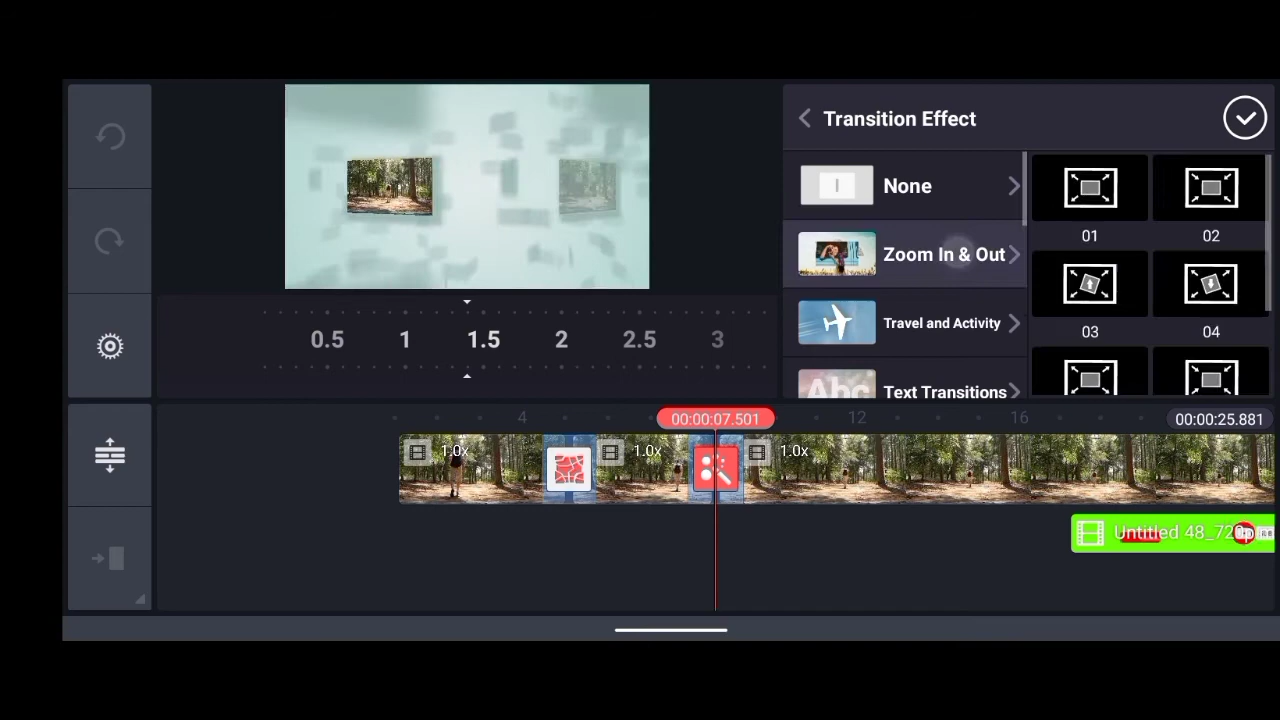 Transition Effect
None
Zoom In & Out
Travel and Activity
Abc
Text Transitions
01
02
03
04
0.5 1 1.5 2 2.5 3
4 00:00:07.501 12 16 00:00:25.881
1.0x 1.0x 1.0x
Untitled 48_720p